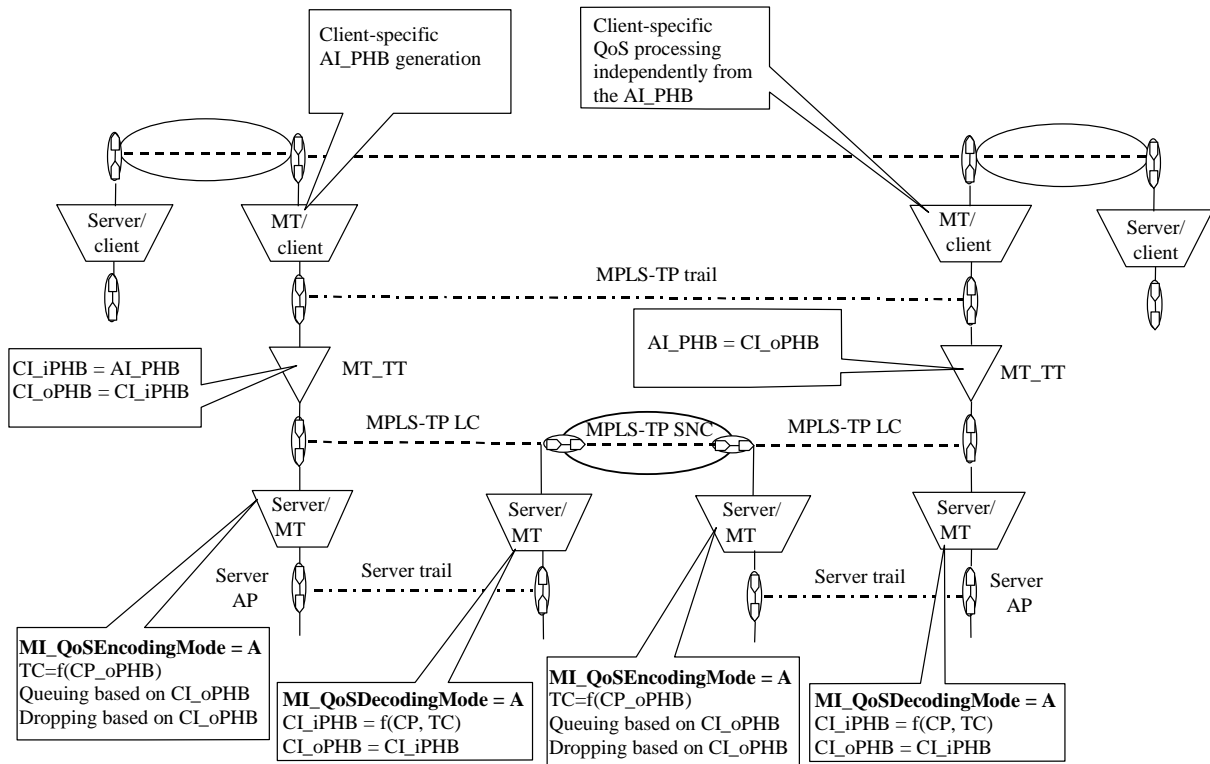 Client-specific
AI_PHB generation
Client-specific
QoS processing
independently from
the AI_PHB
Server/
client
MT/
client
MT/
client
Server/
client
MPLS-TP trail
CI_iPHB = AI_PHB
CI_oPHB = CI_iPHB
MT_TT
AI_PHB = CI_oPHB
MT_TT
MPLS-TP LC
MPLS-TP SNC
MPLS-TP LC
Server/
MT
Server/
MT
Server/
MT
Server/
MT
Server
AP
Server trail
Server trail
Server
AP
MI_QoSEncodingMode = A
TC=f(CP_oPHB)
Queuing based on CI_oPHB
Dropping based on CI_oPHB
MI_QoSDecodingMode = A
CI_iPHB = f(CP, TC)
CI_oPHB = CI_iPHB
MI_QoSEncodingMode = A
TC=f(CP_oPHB)
Queuing based on CI_oPHB
Dropping based on CI_oPHB
MI_QoSDecodingMode = A
CI_iPHB = f(CP, TC)
CI_oPHB = CI_iPHB